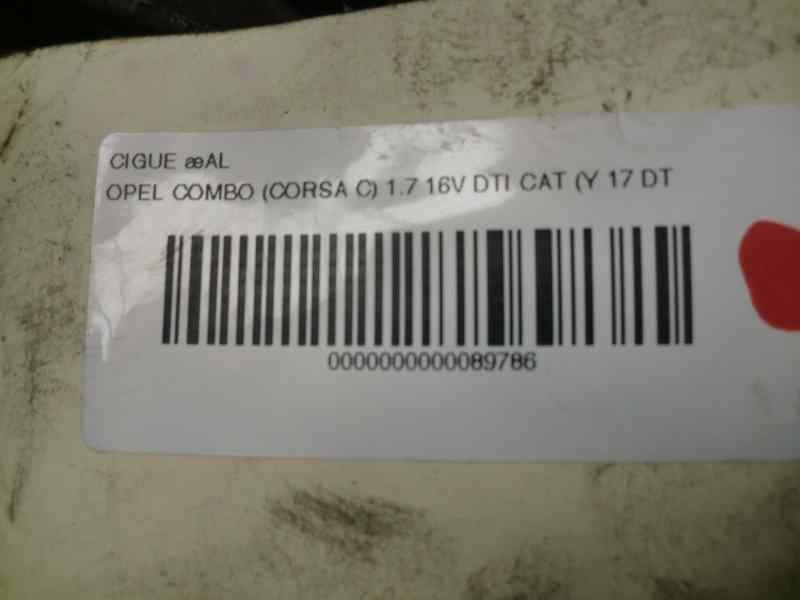 CIGUE æAL
OPEL COMBO (CORSA C) 1.7 16V DTI CAT (Y 17 DT
0000000000089786